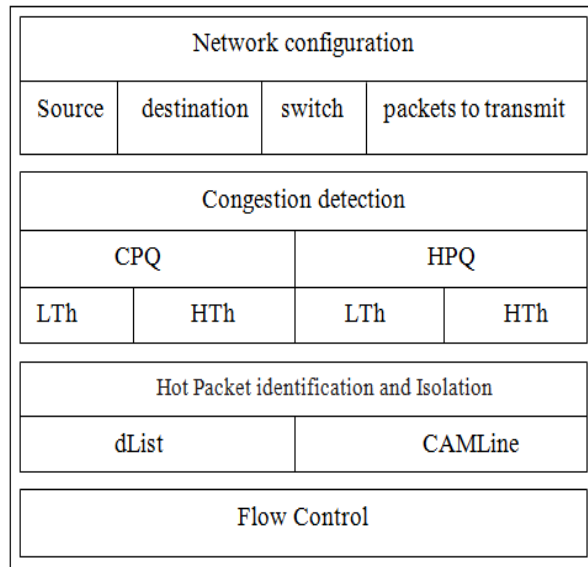 Network configuration
Source destination switch packets to transmit
Congestion detection
CPQ HPQ
LTh HTh LTh HTh
Hot Packet identification and Isolation
dList CAMLine
Flow Control